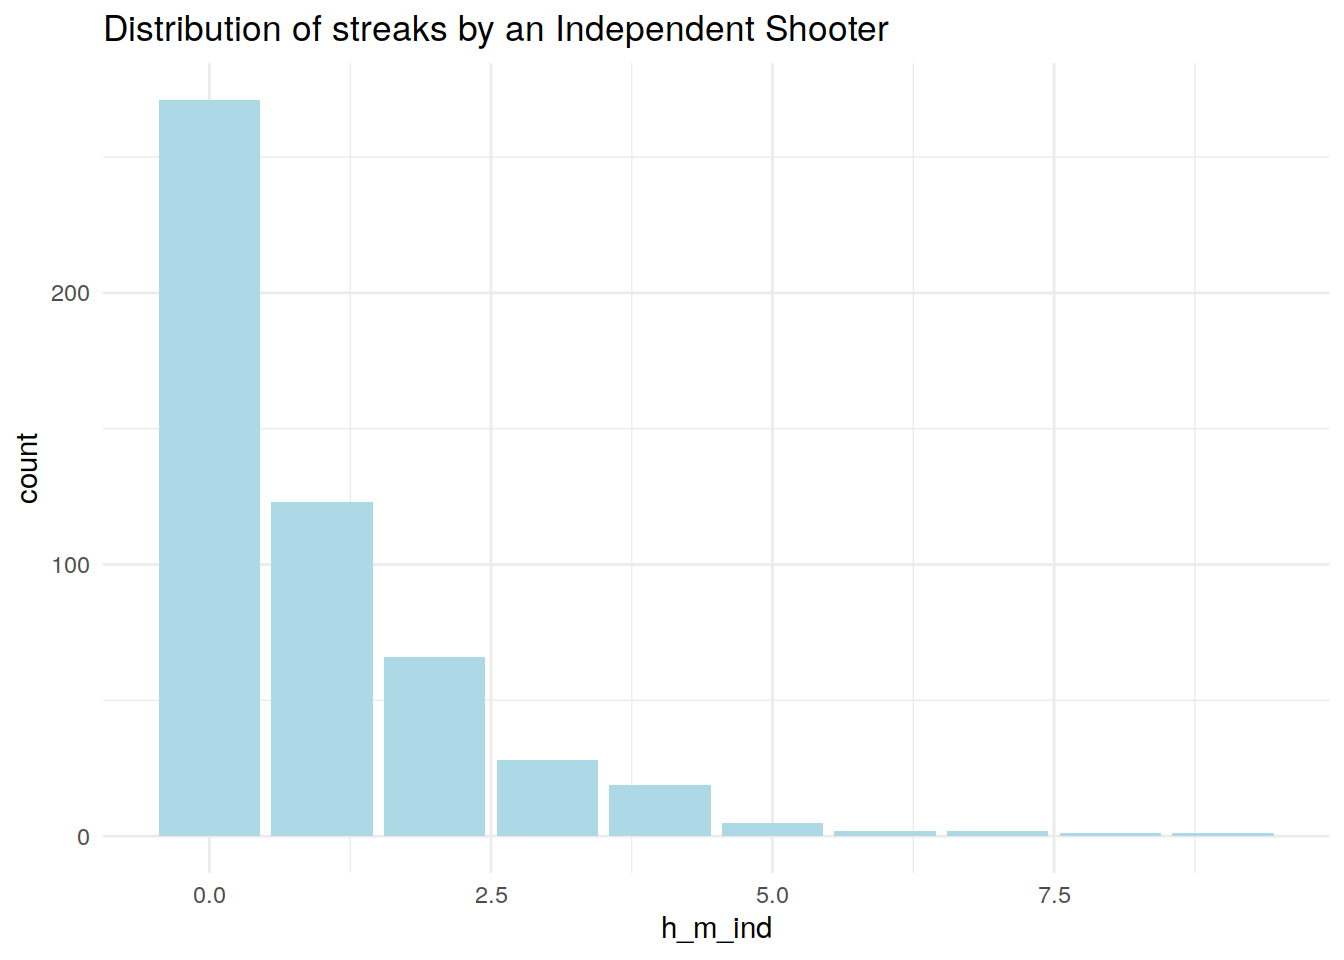 Distribution of streaks by an Independent Shooter
200
100
0
count
0.0 2.5 5.0 7.5
h_m_ind